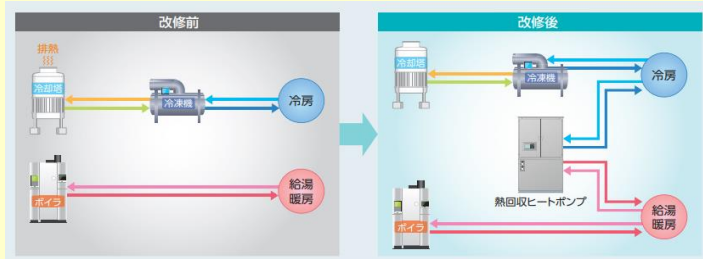 改修前
排熱
冷却塔
冷凍機
冷房
ボイラ
給湯
暖房
改修後
冷却塔
冷凍機
冷房
熱回収ヒートポンプ
ボイラ
給湯
暖房